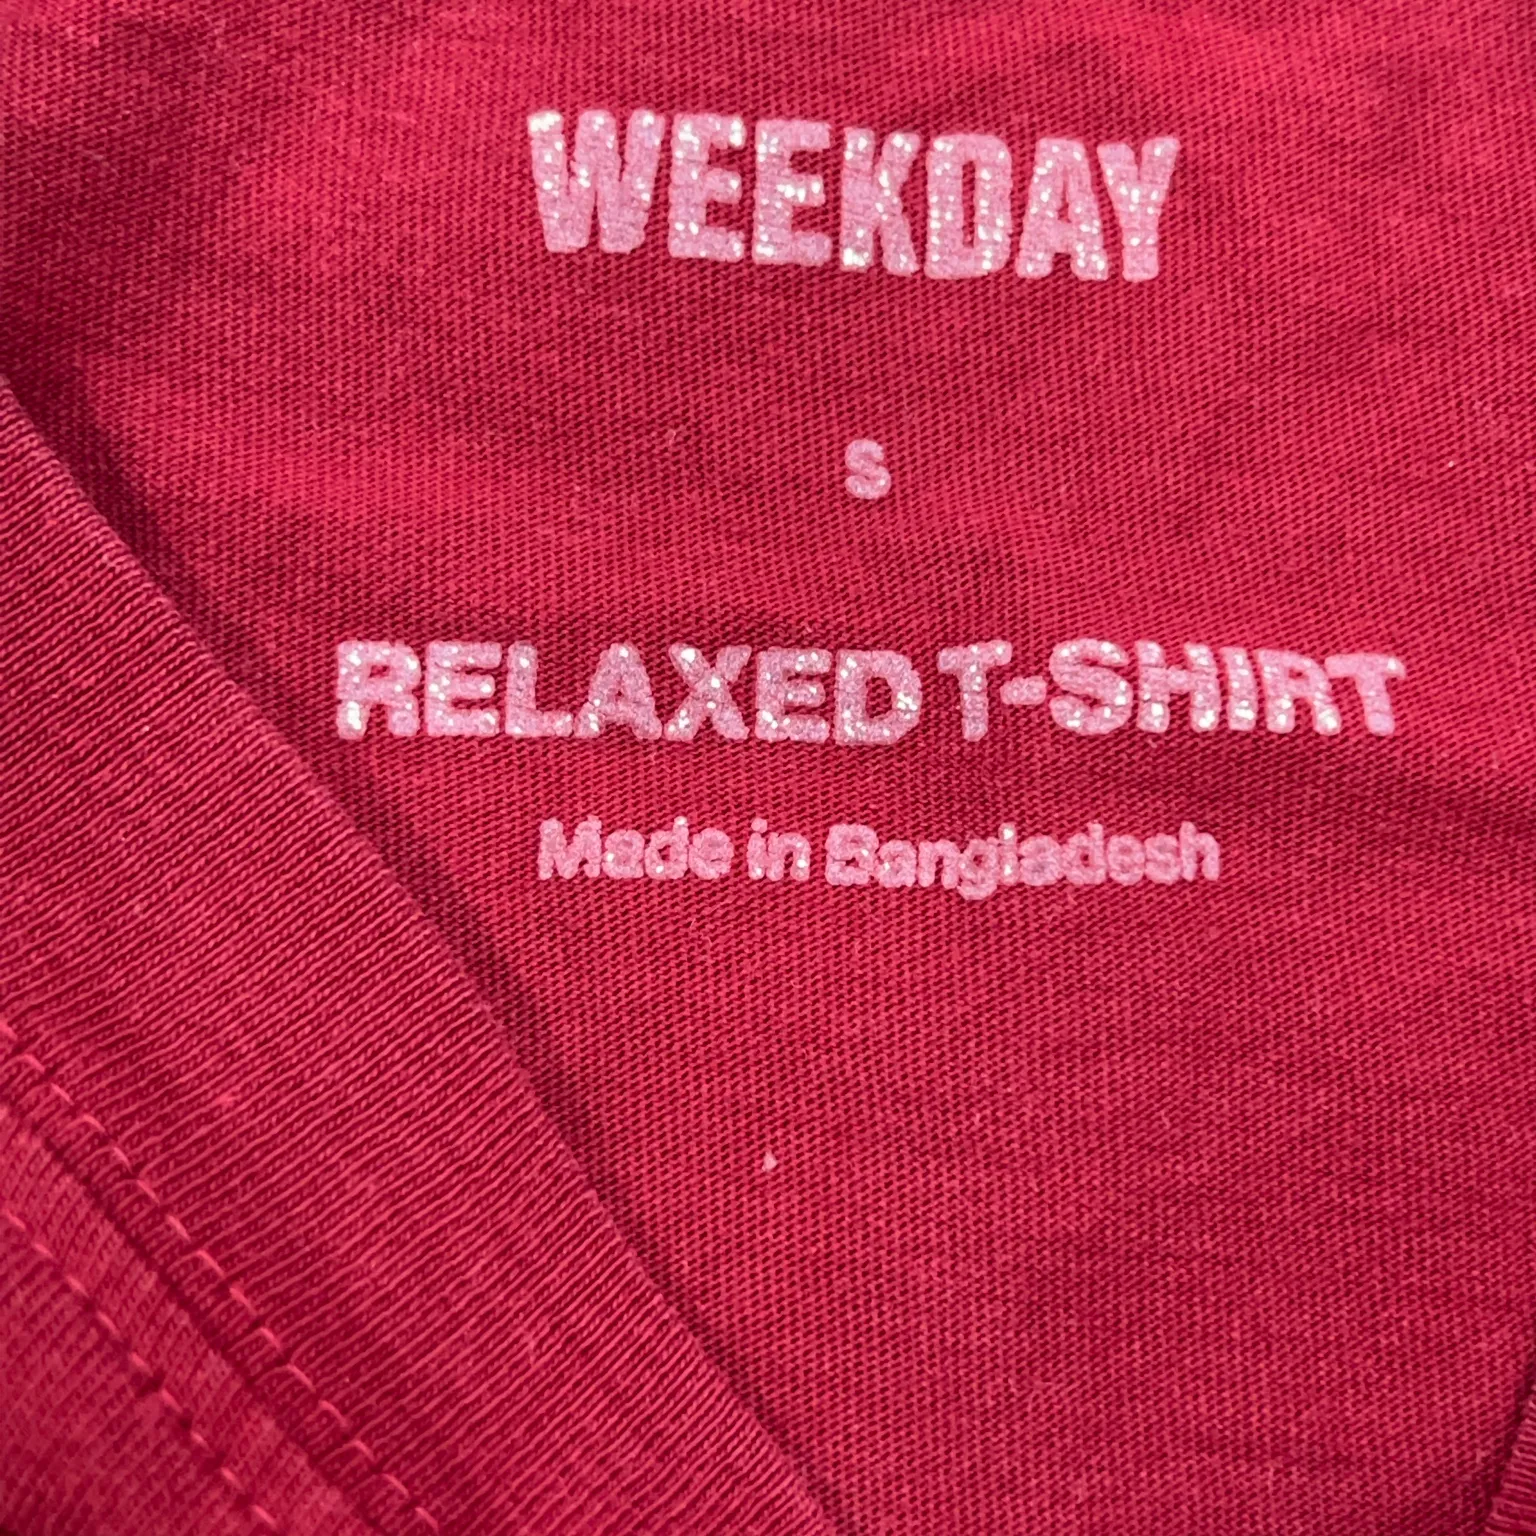 WEEKDAY
S
RELAXED T-SHIRT
Made in Bangladesh